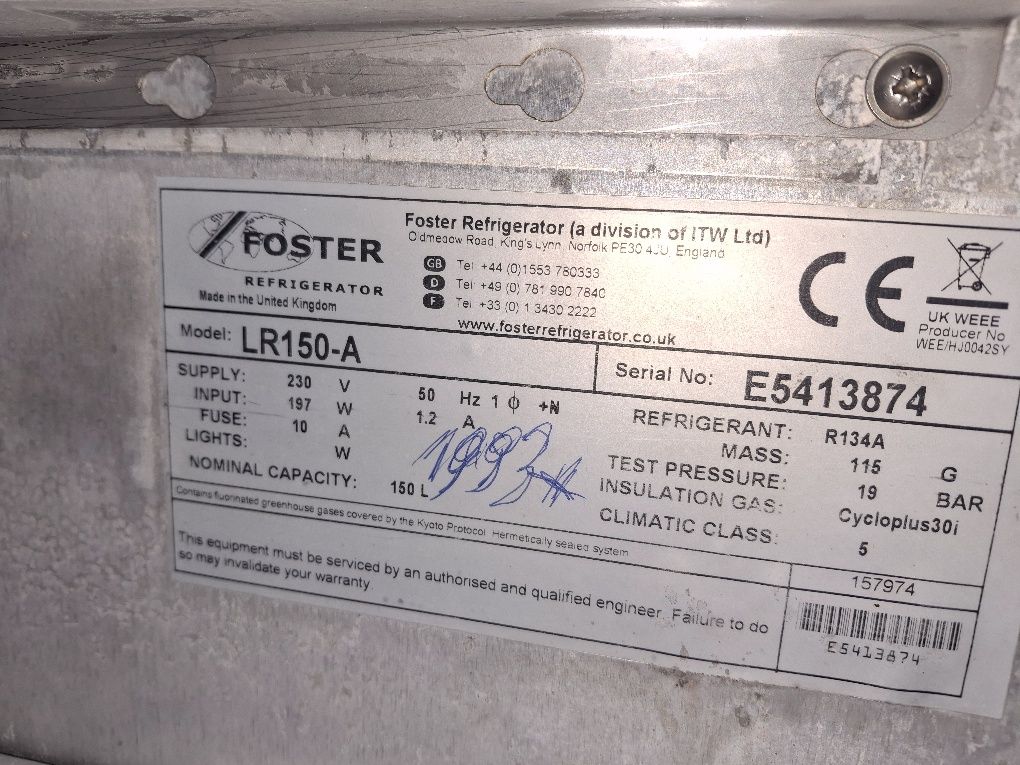 FOSTER
REFRIGERATOR
Made in the United Kingdom
Foster Refrigerator (a division of ITW Ltd)
Oldmeadow Road, King's Lynn, Norfolk PE30 4JU, England
GB Tel +44 (0)1553 780333
D Tel +49 (0) 781 990 7840
F Tel +33 (0) 1 3430 2222
www.fosterrefrigerator.co.uk
CE
UK WEEE
Producer No
WEE/HJ0042SY
Model: LR150-A
Serial No: E5413874
SUPPLY: 230 V 50 Hz 1 ϕ +N
INPUT: 197 W 1.2 A
FUSE: 10 A
LIGHTS: W
NOMINAL CAPACITY: 150 L
REFRIGERANT: R134A
MASS: 115 G
TEST PRESSURE: 19 BAR
INSULATION GAS: Cycloplus30i
CLIMATIC CLASS: 5
Contains fluorinated greenhouse gases covered by the Kyoto Protocol Hermetically sealed system
This equipment must be serviced by an authorised and qualified engineer. Failure to do
so may invalidate your warranty.
157974
E5413874